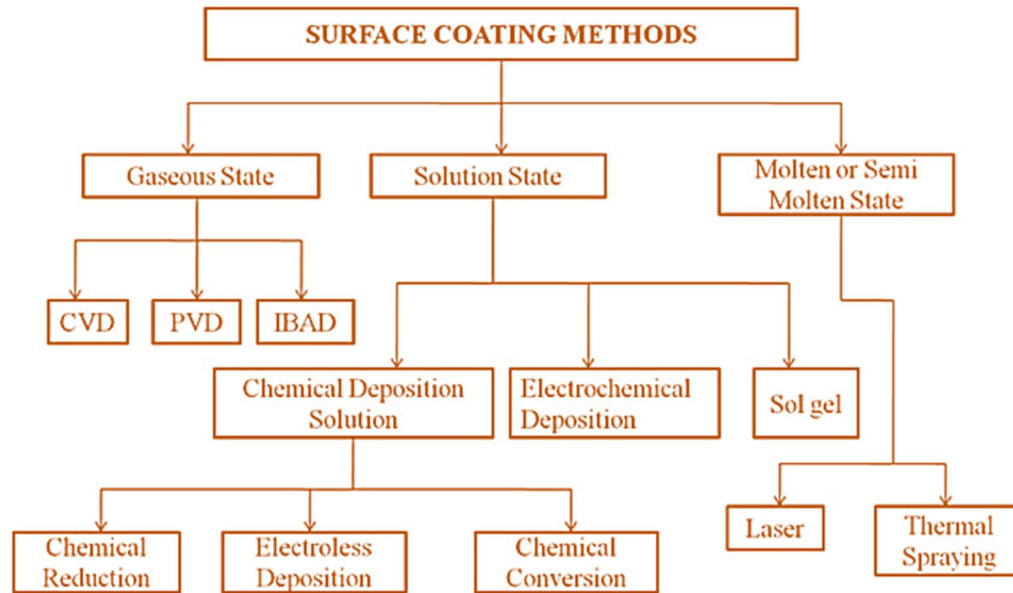 SURFACE COATING METHODS
Gaseous State
Solution State
Molten or Semi
Molten State
CVD
PVD
IBAD
Chemical Deposition
Solution
Electrochemical
Deposition
Sol gel
Laser
Thermal
Spraying
Chemical
Reduction
Electroless
Deposition
Chemical
Conversion